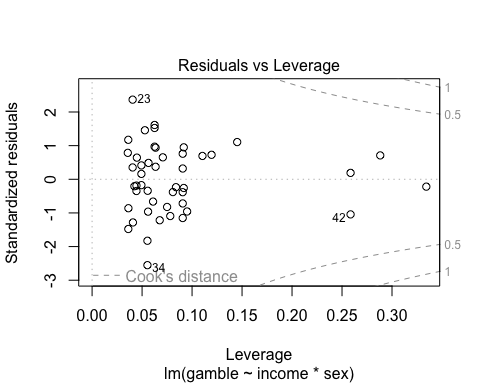 Residuals vs Leverage
Standardized residuals
2
1
0
-1
-2
-3
23
42
34
1
0.5
0.5
1
Cook's distance
0.00 0.05 0.10 0.15 0.20 0.25 0.30
Leverage
lm(gamble ~ income * sex)